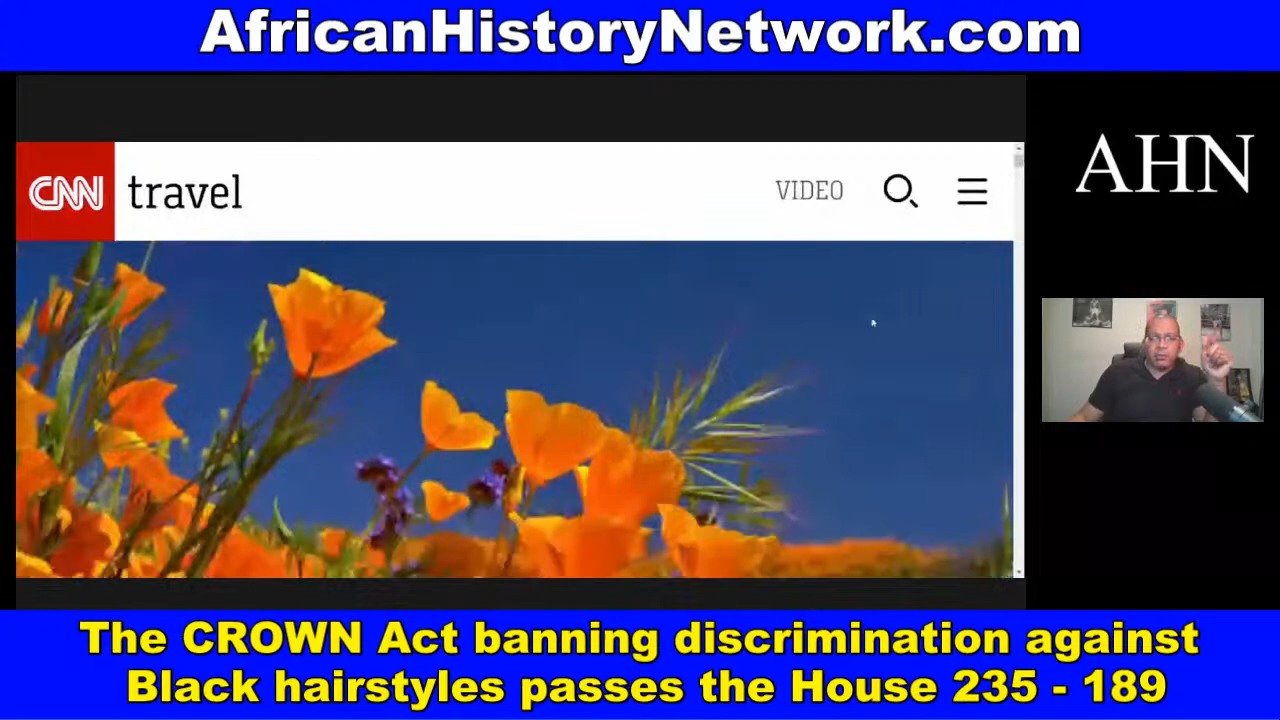 AfricanHistoryNetwork.com
CNN travel
VIDEO
AHN
The CROWN Act banning discrimination against
Black hairstyles passes the House 235 - 189